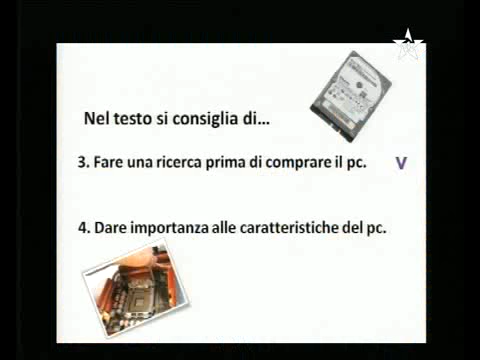 Nel testo si consiglia di...
3. Fare una ricerca prima di comprare il pc. V
4. Dare importanza alle caratteristiche del pc.